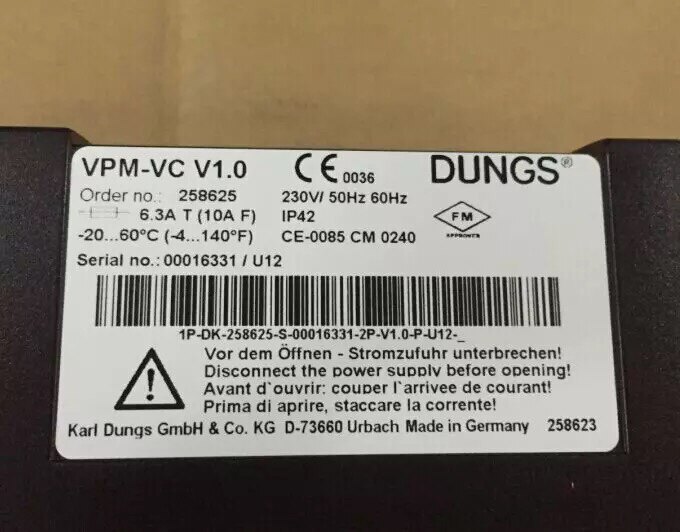 VPM-VC V1.0 CE 0036 DUNGS®
Order no.: 258625 230V/ 50Hz 60Hz
6.3A T (10A F) IP42 FM
-20...60°C (-4...140°F) CE-0085 CM 0240 APPROVED
Serial no.: 00016331 / U12
1P-DK-258625-S-00016331-2P-V1.0-P-U12-_
Vor dem Öffnen - Stromzufuhr unterbrechen!
Disconnect the power supply before opening!
Avant d`ouvrir: couper l`arrivee de courant!
Prima di aprire, staccare la corrente!
Karl Dungs GmbH & Co. KG D-73660 Urbach Made in Germany 258623